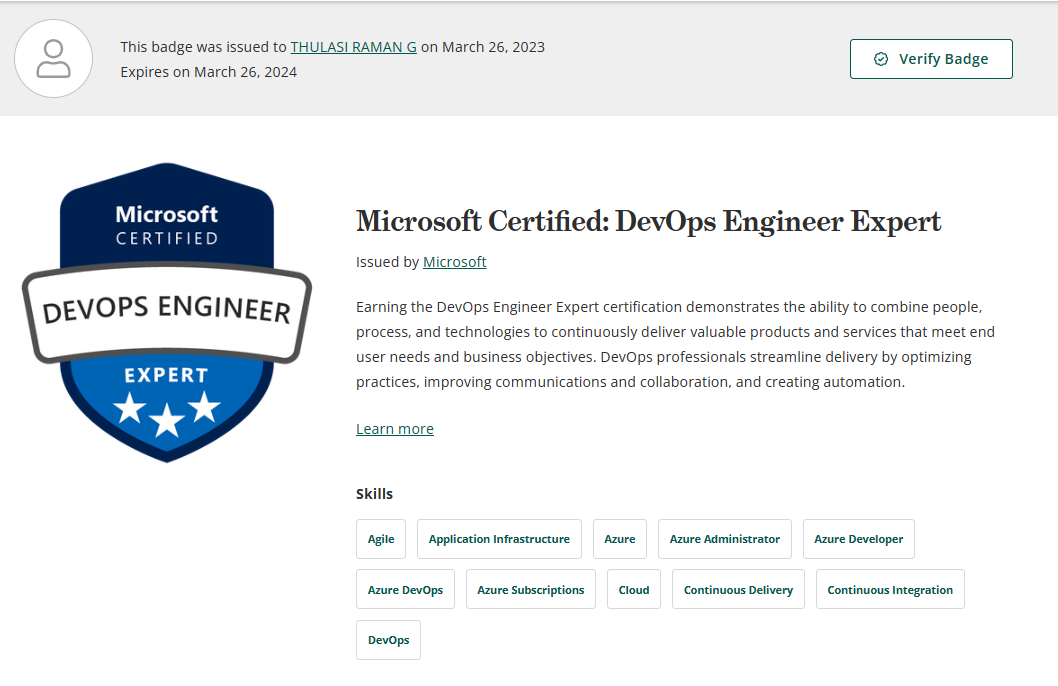 This badge was issued to THULASI RAMAN G on March 26, 2023
Expires on March 26, 2024
Verify Badge
Microsoft
CERTIFIED
DEVOPS ENGINEER
EXPERT
Microsoft Certified: DevOps Engineer Expert
Issued by Microsoft
Earning the DevOps Engineer Expert certification demonstrates the ability to combine people,
process, and technologies to continuously deliver valuable products and services that meet end
user needs and business objectives. DevOps professionals streamline delivery by optimizing
practices, improving communications and collaboration, and creating automation.
Learn more
Skills
Agile Application Infrastructure Azure Azure Administrator Azure Developer
Azure DevOps Azure Subscriptions Cloud Continuous Delivery Continuous Integration
DevOps